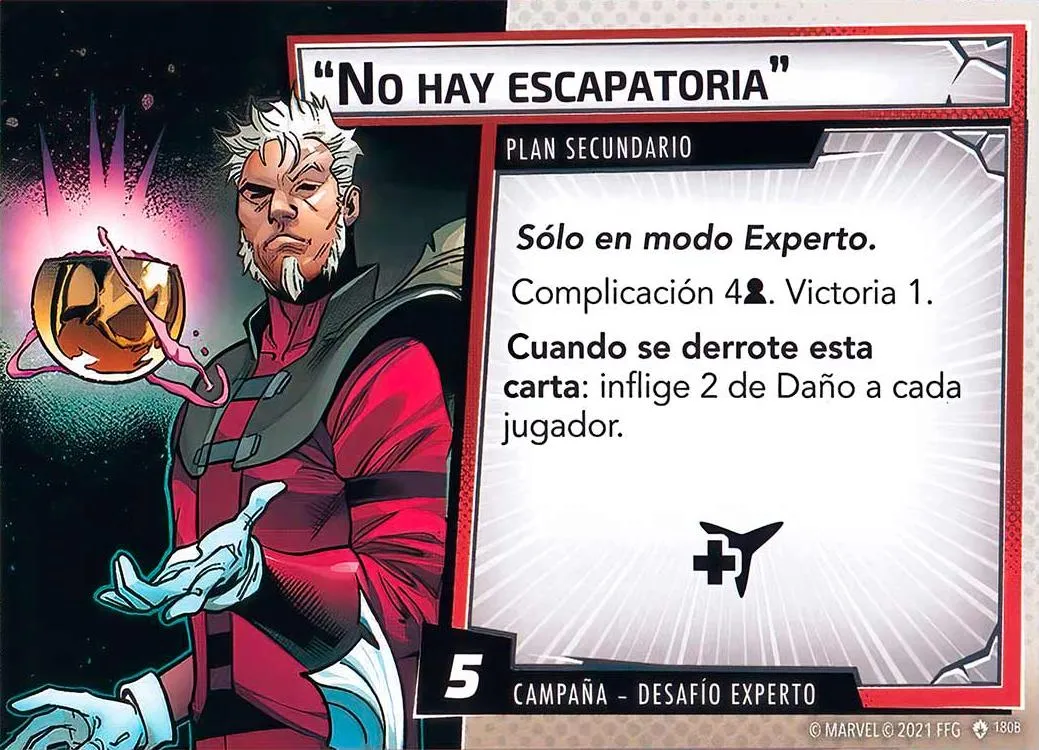 “No hay escapatoria”
PLAN SECUNDARIO
Sólo en modo Experto.
Complicación 4. Victoria 1.
Cuando se derrote esta
carta: inflige 2 de Daño a cada
jugador.
5
CAMPAÑA – DESAFÍO EXPERTO
© MARVEL © 2021 FFG 180B